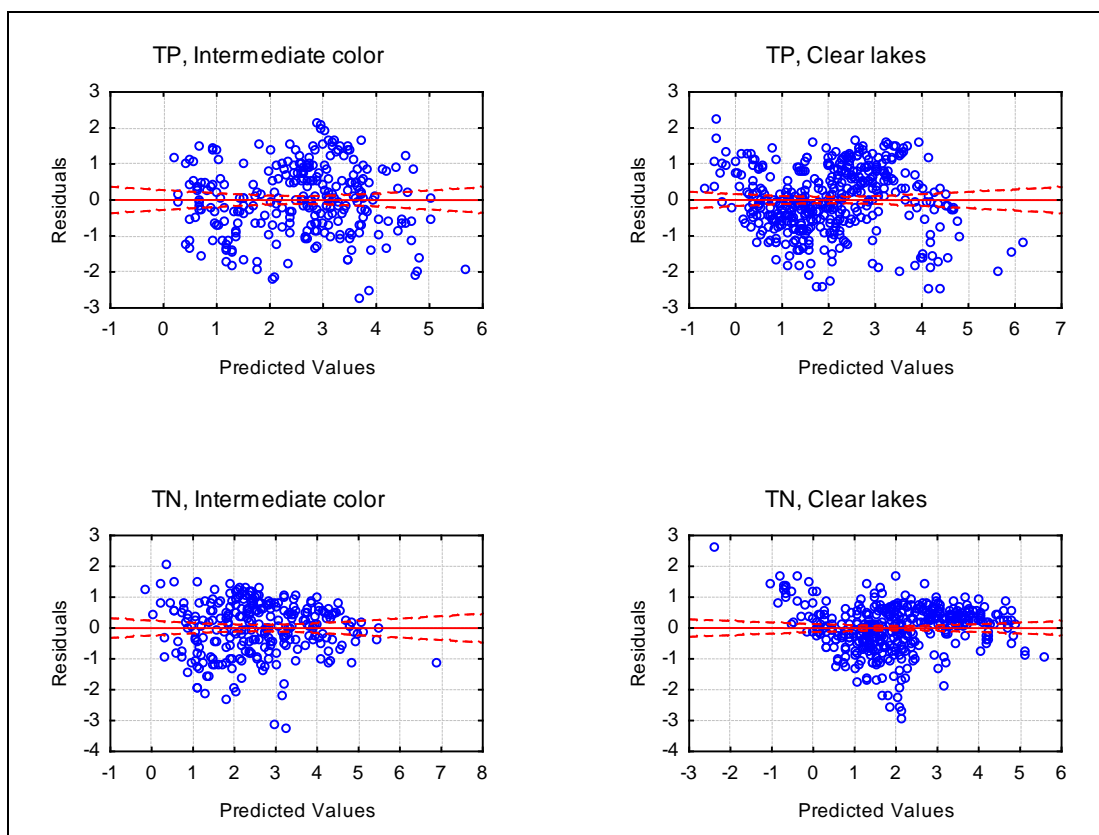 TP, Intermediate color
3
2
1
0
-1
-2
-3
Residuals
-1 0 1 2 3 4 5 6
Predicted Values
TP, Clear lakes
3
2
1
0
-1
-2
-3
Residuals
-1 0 1 2 3 4 5 6 7
Predicted Values
TN, Intermediate color
3
2
1
0
-1
-2
-3
-4
Residuals
-1 0 1 2 3 4 5 6 7 8
Predicted Values
TN, Clear lakes
3
2
1
0
-1
-2
-3
-4
Residuals
-3 -2 -1 0 1 2 3 4 5 6
Predicted Values